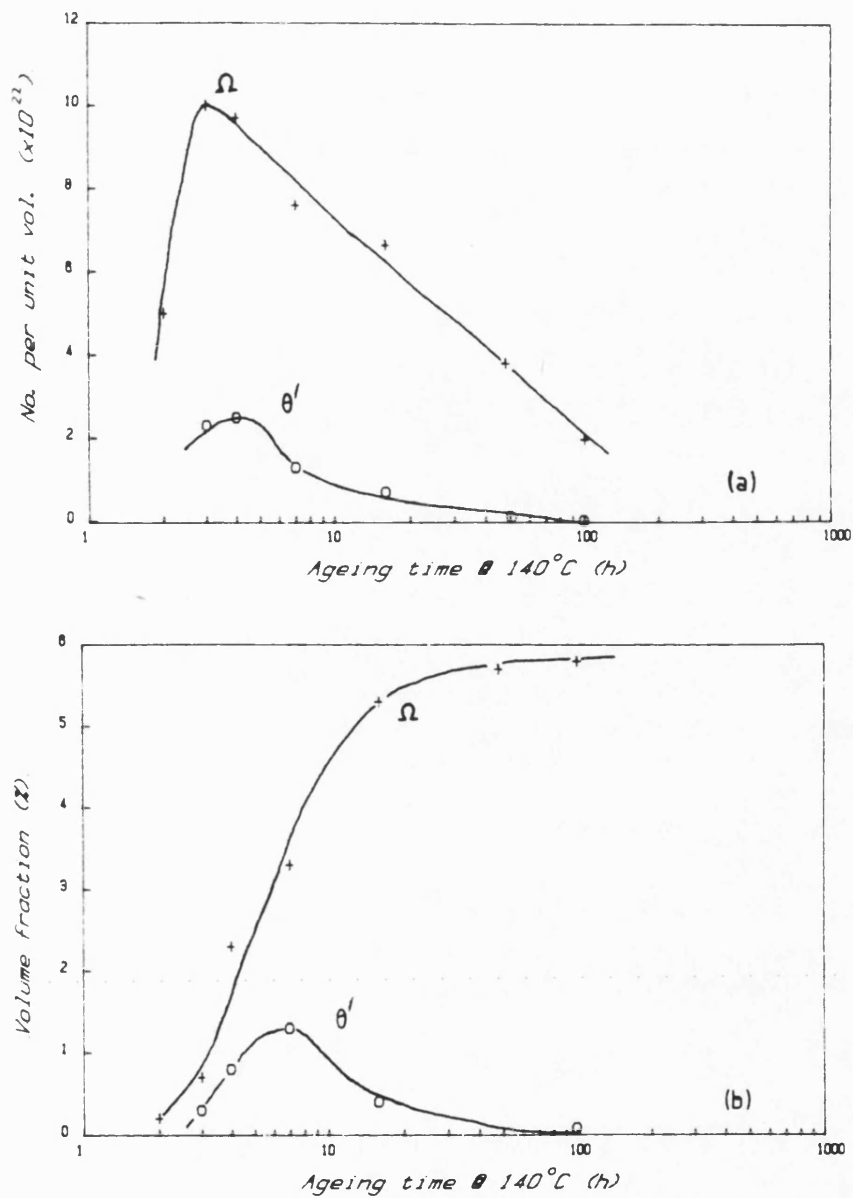 12
10
8
6
4
2
0
No. per unit vol. (x10²²)
Ω
θ'
(a)
1
10
100
1000
Ageing time @ 140°C (h)
6
5
4
3
2
1
0
Volume fraction (%)
Ω
θ'
(b)
1
10
100
1000
Ageing time @ 140°C (h)